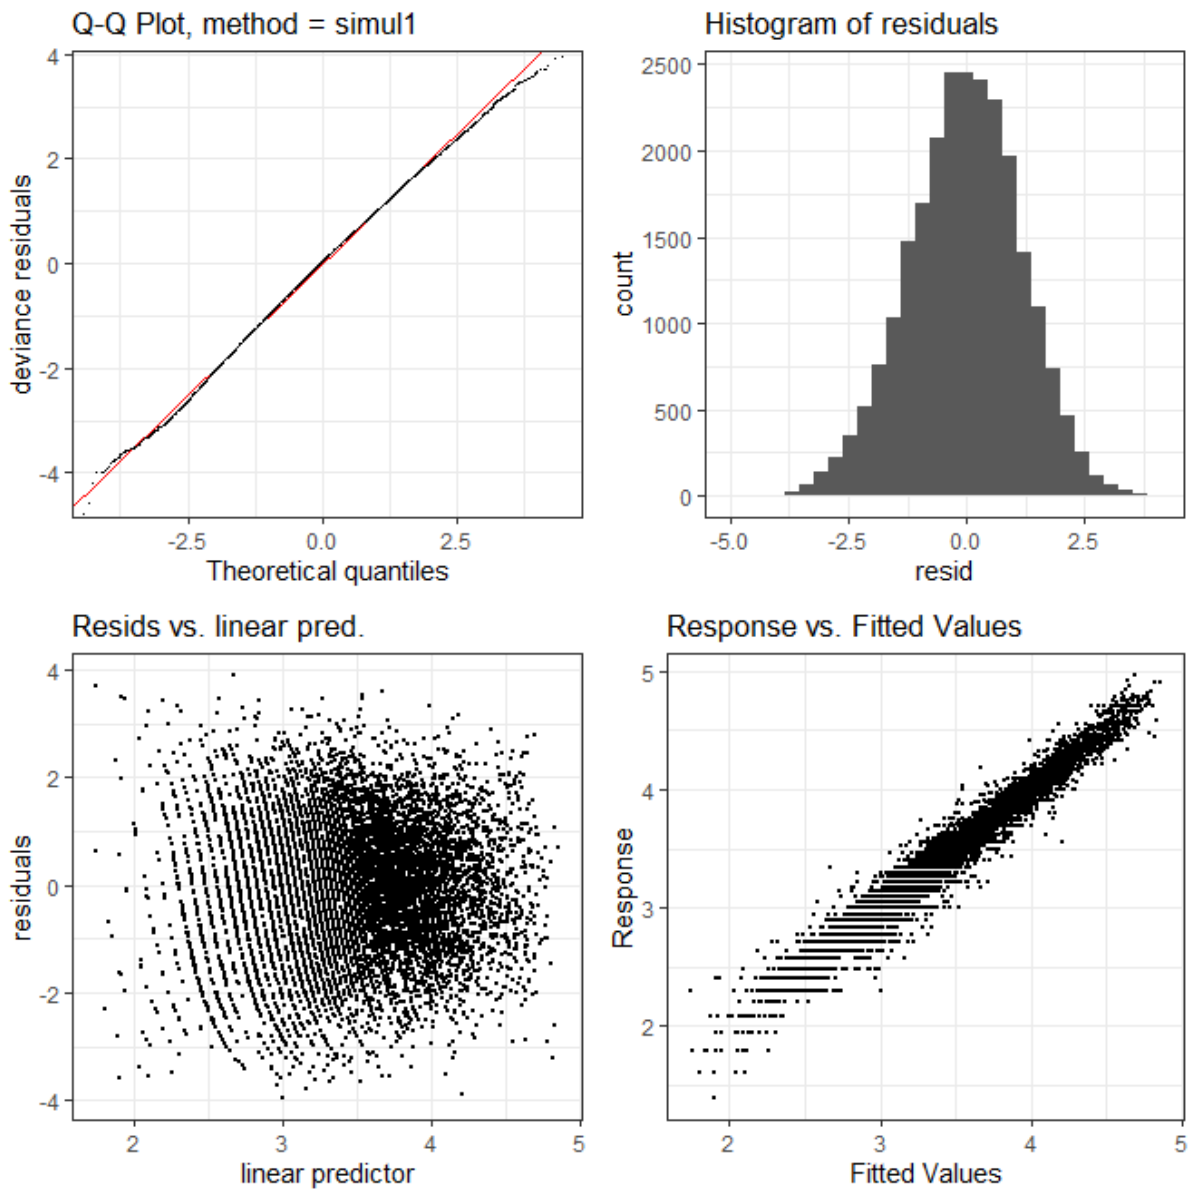 Q-Q Plot, method = simul1
4
2
0
-2
-4
deviance residuals
-2.5 0.0 2.5
Theoretical quantiles
Histogram of residuals
2500
2000
1500
1000
500
0
count
-5.0 -2.5 0.0 2.5
resid
Resids vs. linear pred.
4
2
0
-2
-4
residuals
2 3 4 5
linear predictor
Response vs. Fitted Values
5
4
3
2
Response
2 3 4 5
Fitted Values